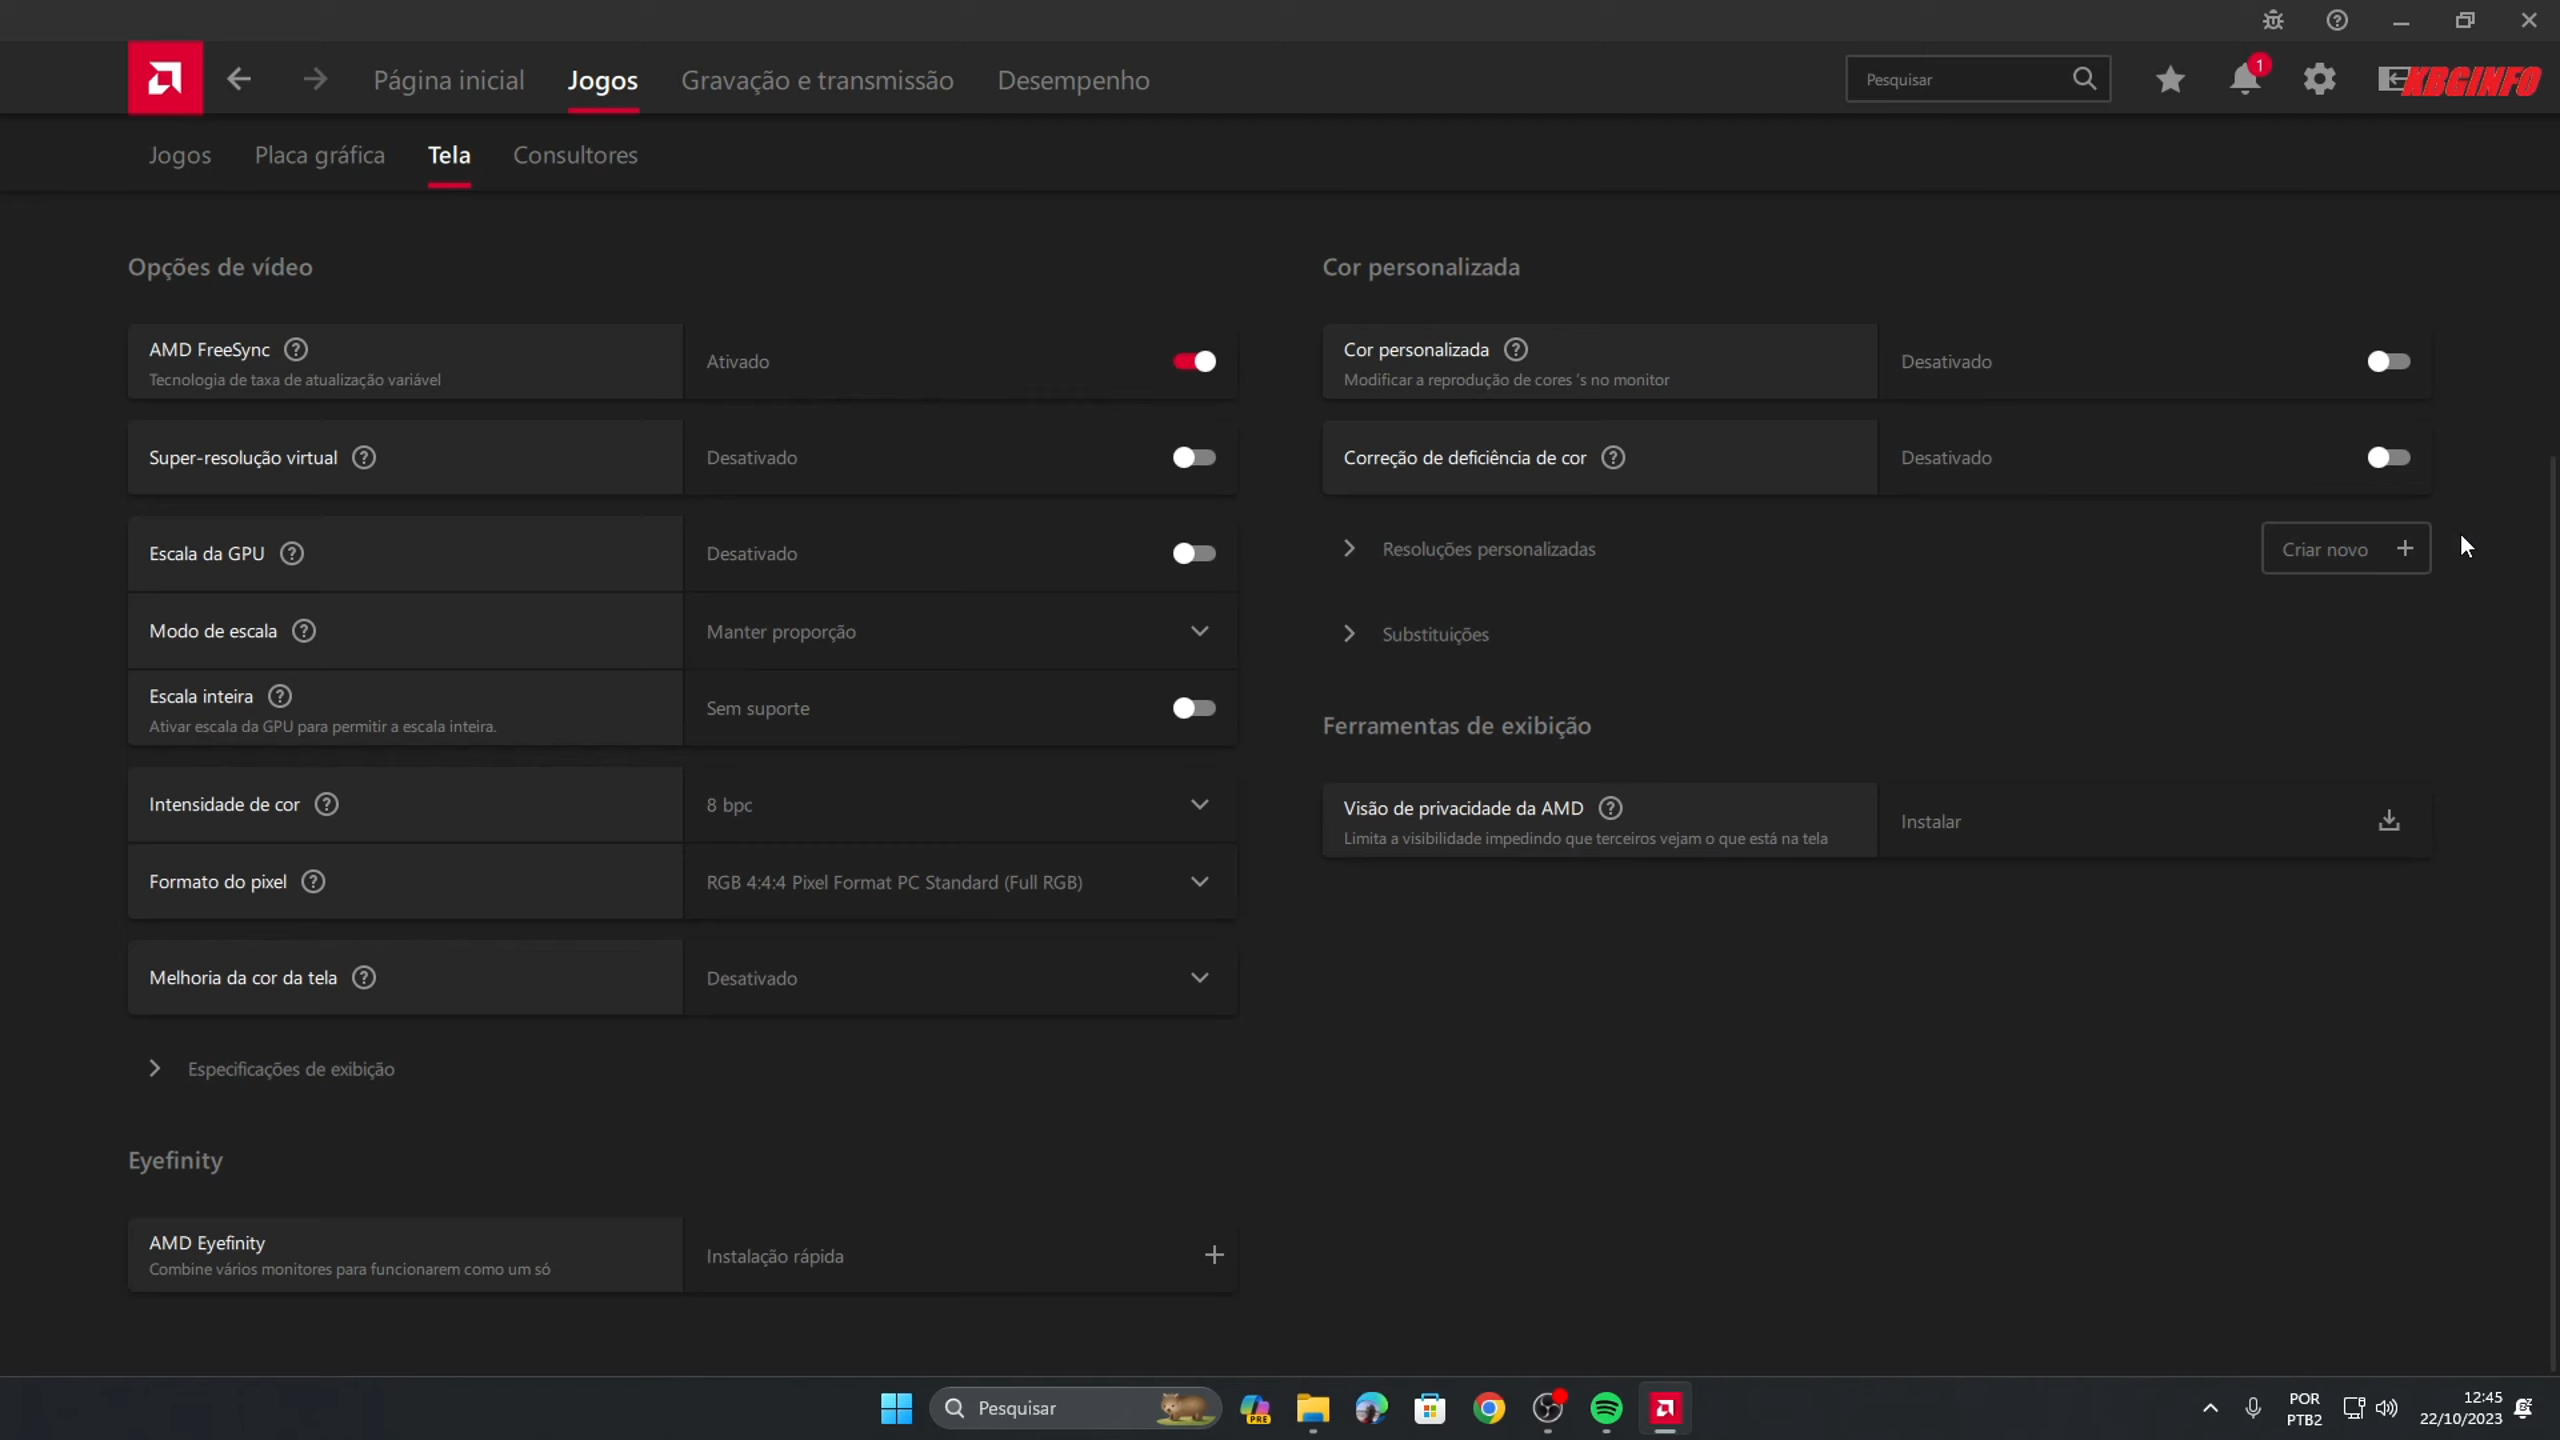 Página inicial
Jogos
Gravação e transmissão
Desempenho
Pesquisar
1
KBGINFO
Jogos
Placa gráfica
Tela
Consultores
Opções de vídeo
AMD FreeSync
Tecnologia de taxa de atualização variável
Ativado
Super-resolução virtual
Desativado
Escala da GPU
Desativado
Modo de escala
Manter proporção
Escala inteira
Ativar escala da GPU para permitir a escala inteira.
Sem suporte
Intensidade de cor
8 bpc
Formato do pixel
RGB 4:4:4 Pixel Format PC Standard (Full RGB)
Melhoria da cor da tela
Desativado
Especificações de exibição
Eyefinity
AMD Eyefinity
Combine vários monitores para funcionarem como um só
Instalação rápida
Cor personalizada
Cor personalizada
Modificar a reprodução de cores 's no monitor
Desativado
Correção de deficiência de cor
Desativado
Resoluções personalizadas
Criar novo
Substituições
Ferramentas de exibição
Visão de privacidade da AMD
Limita a visibilidade impedindo que terceiros vejam o que está na tela
Instalar
Pesquisar
PRE
POR
PTB2
12:45
22/10/2023